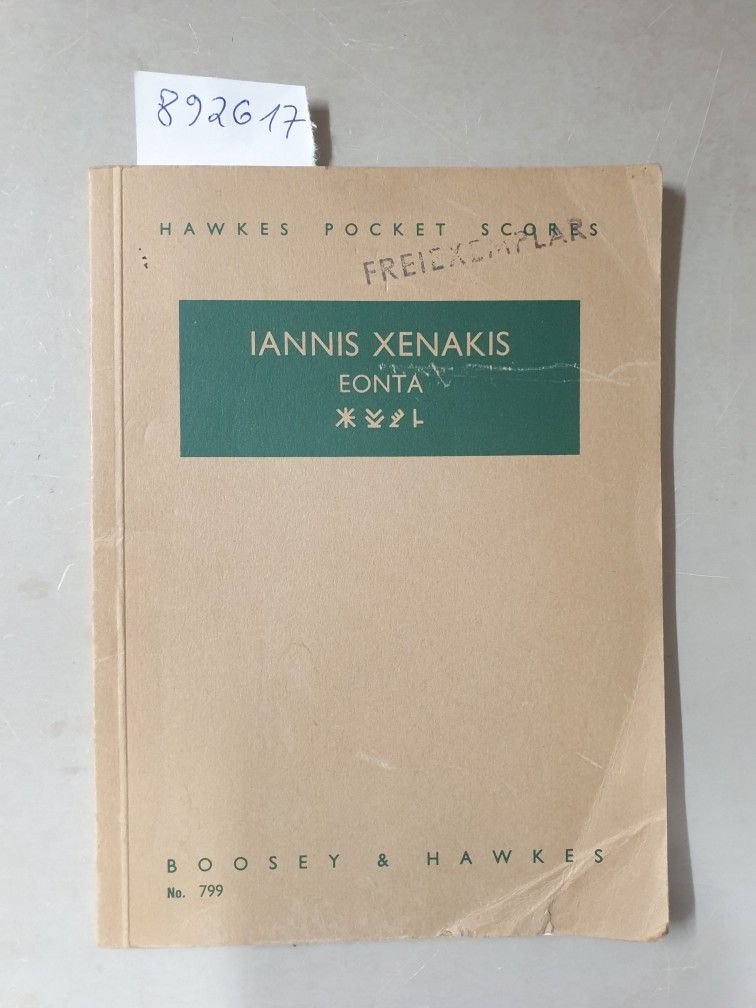 892617
HAWKES POCKET SCORES
FREIEXEMPLAR
IANNIS XENAKIS
EONTA
BOOSEY & HAWKES
No. 799